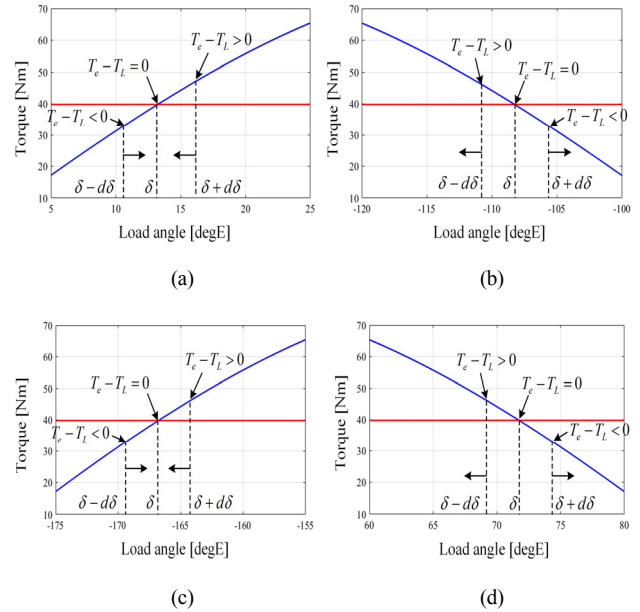 70
60
50
40
30
20
10
Torque [Nm]
T_e − T_L > 0
T_e − T_L = 0
T_e − T_L < 0
δ − dδ
δ
δ + dδ
5
10
15
20
25
Load angle [degE]
(a)
70
60
50
40
30
20
10
Torque [Nm]
T_e − T_L > 0
T_e − T_L = 0
T_e − T_L < 0
δ − dδ
δ
δ + dδ
-120
-115
-110
-105
-100
Load angle [degE]
(b)
70
60
50
40
30
20
10
Torque [Nm]
T_e − T_L > 0
T_e − T_L = 0
T_e − T_L < 0
δ − dδ
δ
δ + dδ
-175
-170
-165
-160
-155
Load angle [degE]
(c)
70
60
50
40
30
20
10
Torque [Nm]
T_e − T_L > 0
T_e − T_L = 0
T_e − T_L < 0
δ − dδ
δ
δ + dδ
60
65
70
75
80
Load angle [degE]
(d)